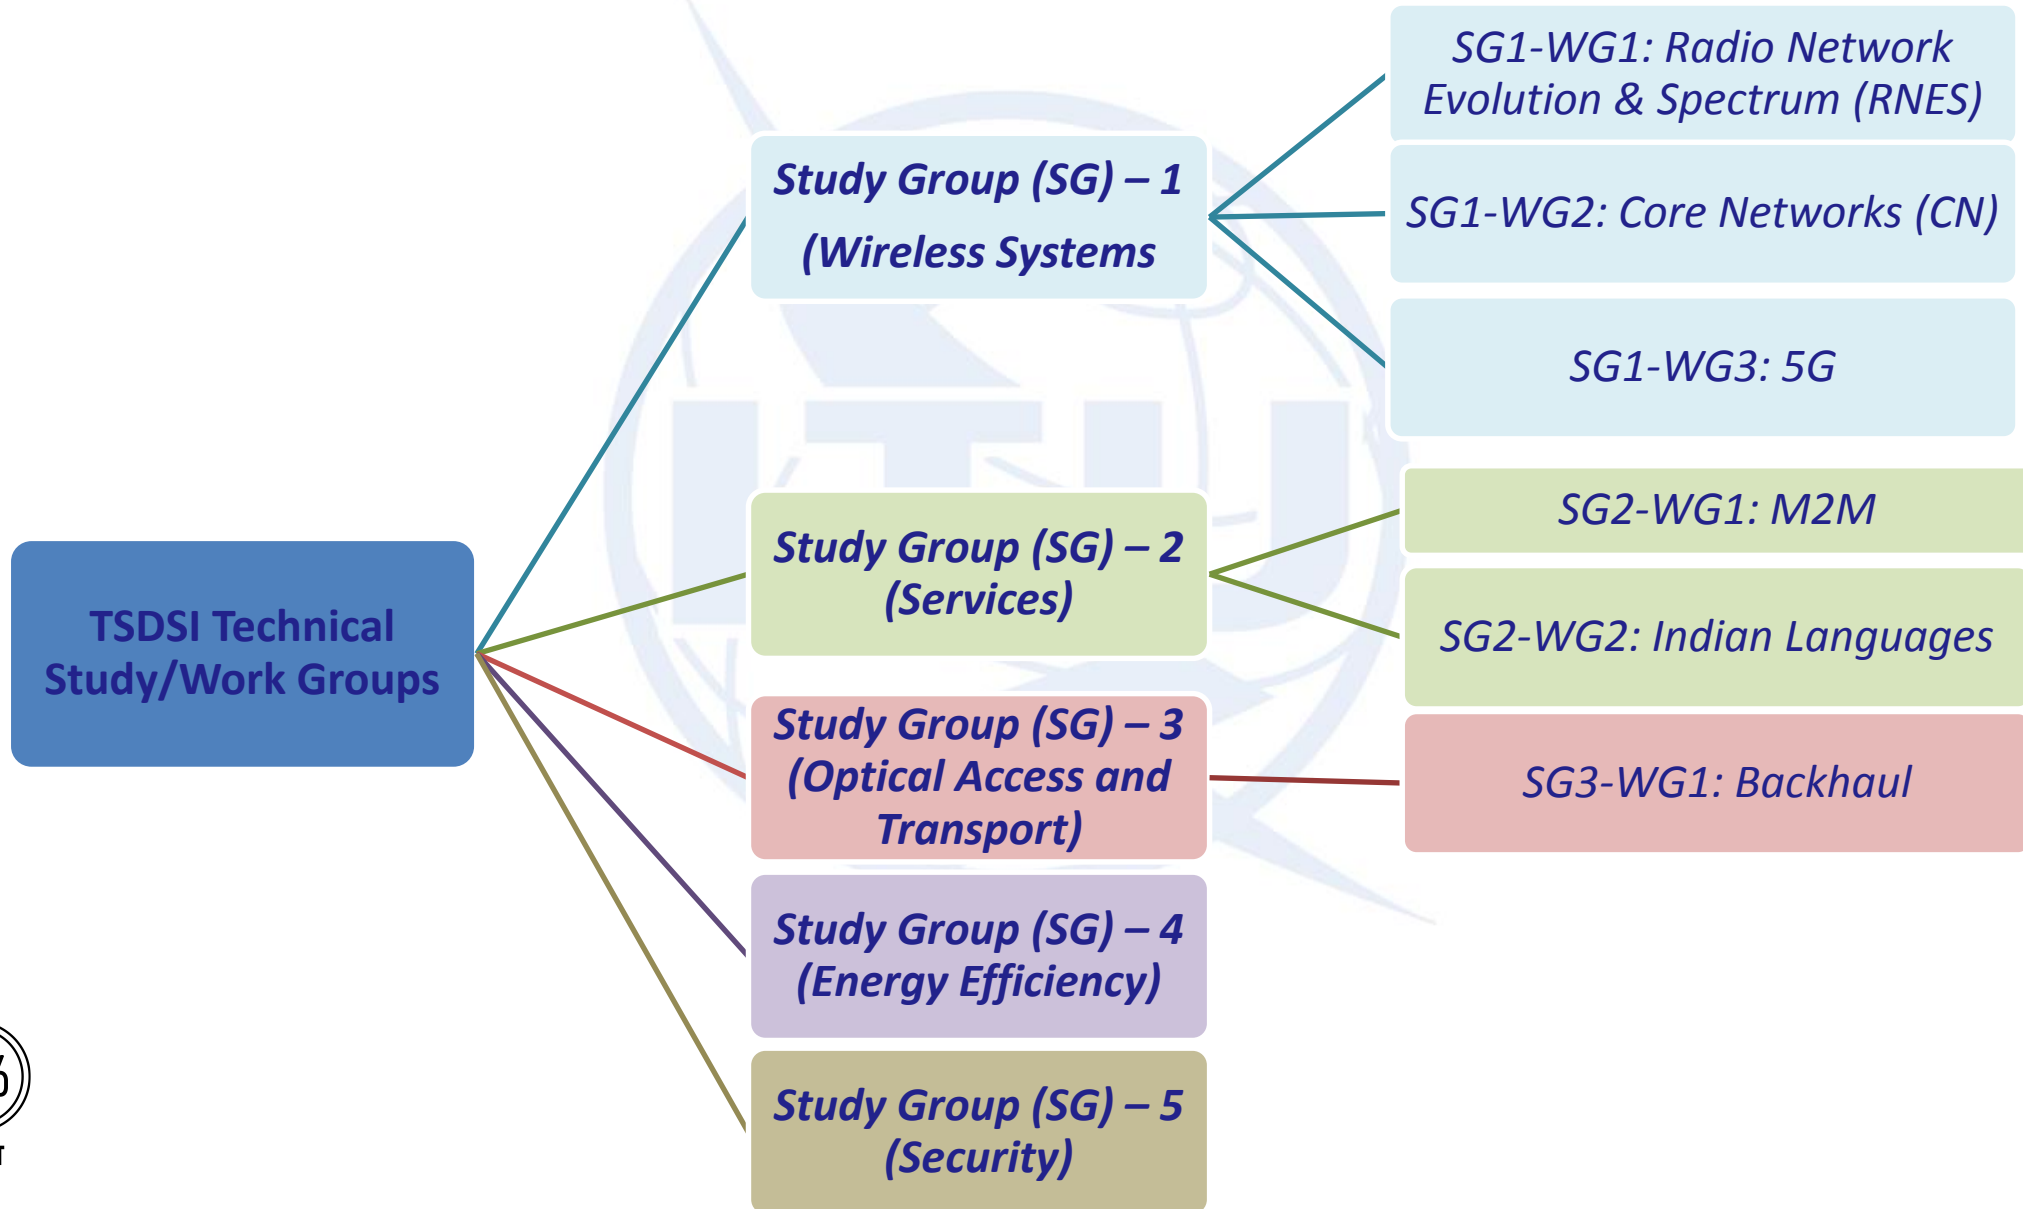 TSDSI Technical
Study/Work Groups
Study Group (SG) – 1
(Wireless Systems
SG1-WG1: Radio Network
Evolution & Spectrum (RNES)
SG1-WG2: Core Networks (CN)
SG1-WG3: 5G
Study Group (SG) – 2
(Services)
SG2-WG1: M2M
SG2-WG2: Indian Languages
Study Group (SG) – 3
(Optical Access and
Transport)
SG3-WG1: Backhaul
Study Group (SG) – 4
(Energy Efficiency)
Study Group (SG) – 5
(Security)
ITU